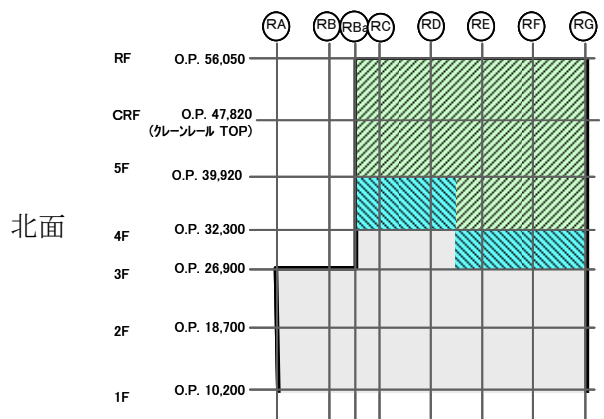 RA RB RBa RC RD RE RF RG
RF O.P. 56,050
CRF O.P. 47,820
(クレーンレール TOP)
5F O.P. 39,920
4F O.P. 32,300
北面
3F O.P. 26,900
2F O.P. 18,700
1F O.P. 10,200